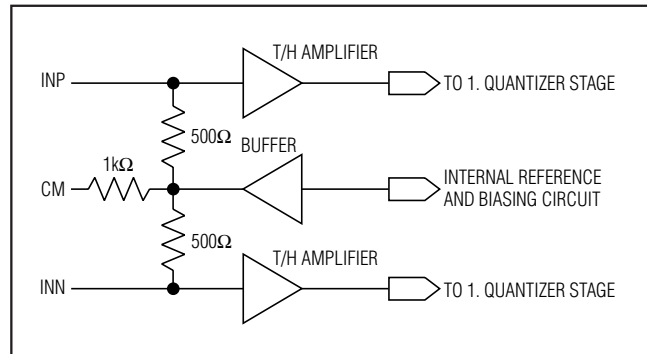 T/H AMPLIFIER
INP
TO 1. QUANTIZER STAGE
500Ω
BUFFER
1kΩ
CM
INTERNAL REFERENCE
AND BIASING CIRCUIT
500Ω
T/H AMPLIFIER
INN
TO 1. QUANTIZER STAGE